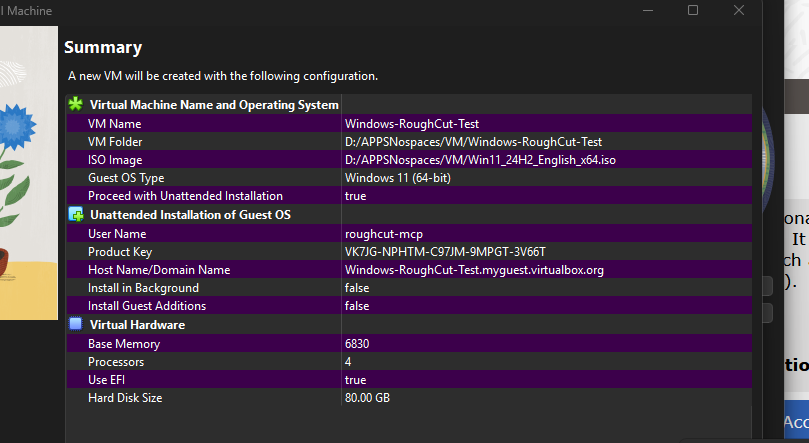 l Machine
Summary
A new VM will be created with the following configuration.
Virtual Machine Name and Operating System
VM Name Windows-RoughCut-Test
VM Folder D:/APPSNospaces/VM/Windows-RoughCut-Test
ISO Image D:/APPSNospaces/VM/Win11_24H2_English_x64.iso
Guest OS Type Windows 11 (64-bit)
Proceed with Unattended Installation true
Unattended Installation of Guest OS
User Name roughcut-mcp
Product Key VK7JG-NPHTM-C97JM-9MPGT-3V66T
Host Name/Domain Name Windows-RoughCut-Test.myguest.virtualbox.org
Install in Background false
Install Guest Additions false
Virtual Hardware
Base Memory 6830
Processors 4
Use EFI true
Hard Disk Size 80.00 GB
ona
It
ch a
).
tio
Acc